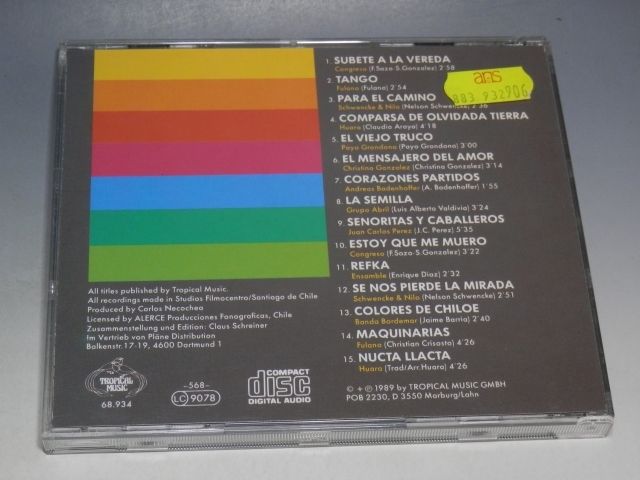 1. SUBETE A LA VEREDA
Congreso (F. Sazo-S. Gonzalez) 2'58
2. TANGO
Fulano (Fulano) 2'54
3. PARA EL CAMINO
Schwencke & Nilo (Nelson Schwencke) 2'36
4. COMPARSA DE OLVIDADA TIERRA
Huara (Claudio Araya) 4'18
5. EL VIEJO TRUCO
Payo Grondona (Payo Grondona) 3'00
6. EL MENSAJERO DEL AMOR
Christina Gonzalez (Christina Gonzalez) 3'14
7. CORAZONES PARTIDOS
Andreas Bodenhoffer (A. Bodenhoffer) 1'55
8. LA SEMILLA
Grupo Abril (Luis Alberto Valdivia) 3'24
9. SEÑORITAS Y CABALLEROS
Juan Carlos Perez (J.C. Perez) 5'35
10. ESTOY QUE ME MUERO
Congreso (F.Sazo-S.Gonzalez) 3'22
11. REFKA
Ensamble (Enrique Diaz) 2'32
12. SE NOS PIERDE LA MIRADA
Schwencke & Nilo (Nelson Schwencke) 2'51
13. COLORES DE CHILOE
Banda Bordemar (Jaime Barria) 2'40
14. MAQUINARIAS
Fulano (Christian Crisosto) 4'26
15. NUCTA LLACTA
Huara (Trad/Arr.Huara) 4'26
ans
883 932906
All titles published by Tropical Music.
All recordings made in Studios Filmocentro/Santiago de Chile
Produced by Carlos Necochea
Licensed by ALERCE Producciones Fonograficas, Chile
Zusammenstellung und Edition: Claus Schreiner
Im Vertrieb von Pläne Distribution
Balkenstr. 17-19, 4600 Dortmund 1
TROPICAL
MUSIC
68.934
–568–
LC 9078
COMPACT
disc
DIGITAL AUDIO
© + ℗ 1989 by TROPICAL MUSIC GMBH
POB 2230, D 3550 Marburg/Lahn